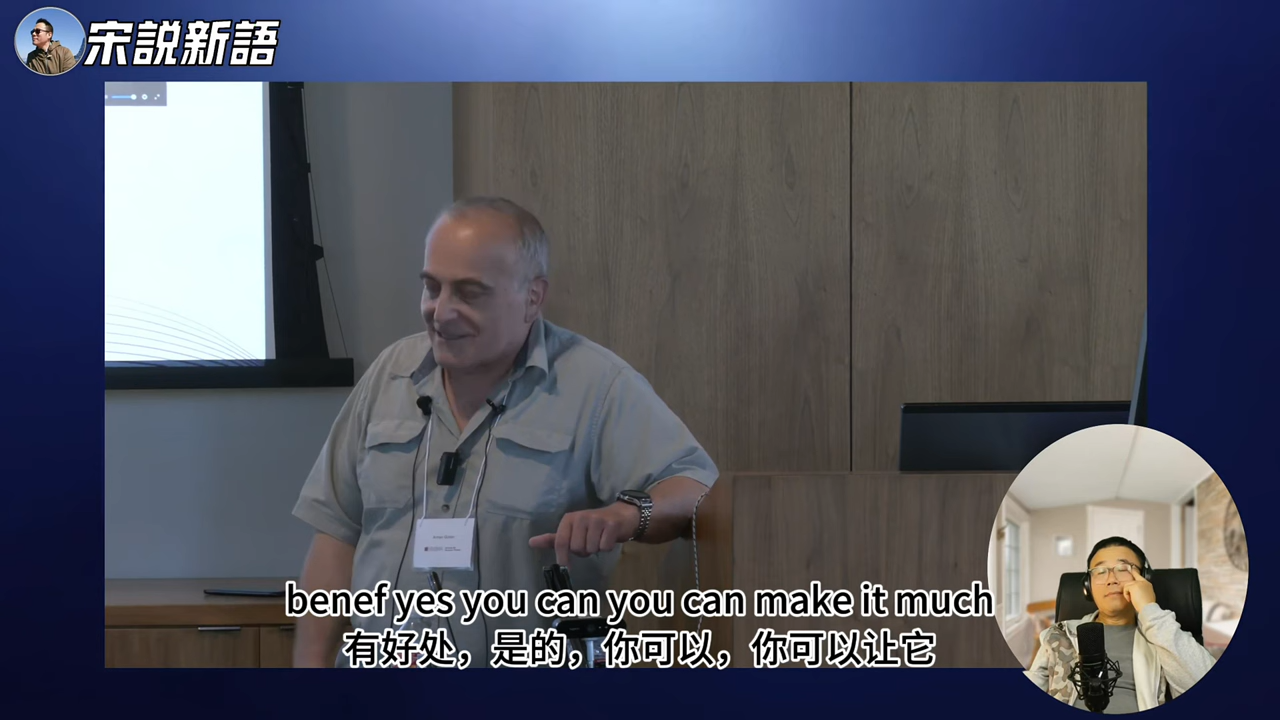 宋説新語
benef yes you can you can make it much
有好处，是的，你可以，你可以让它